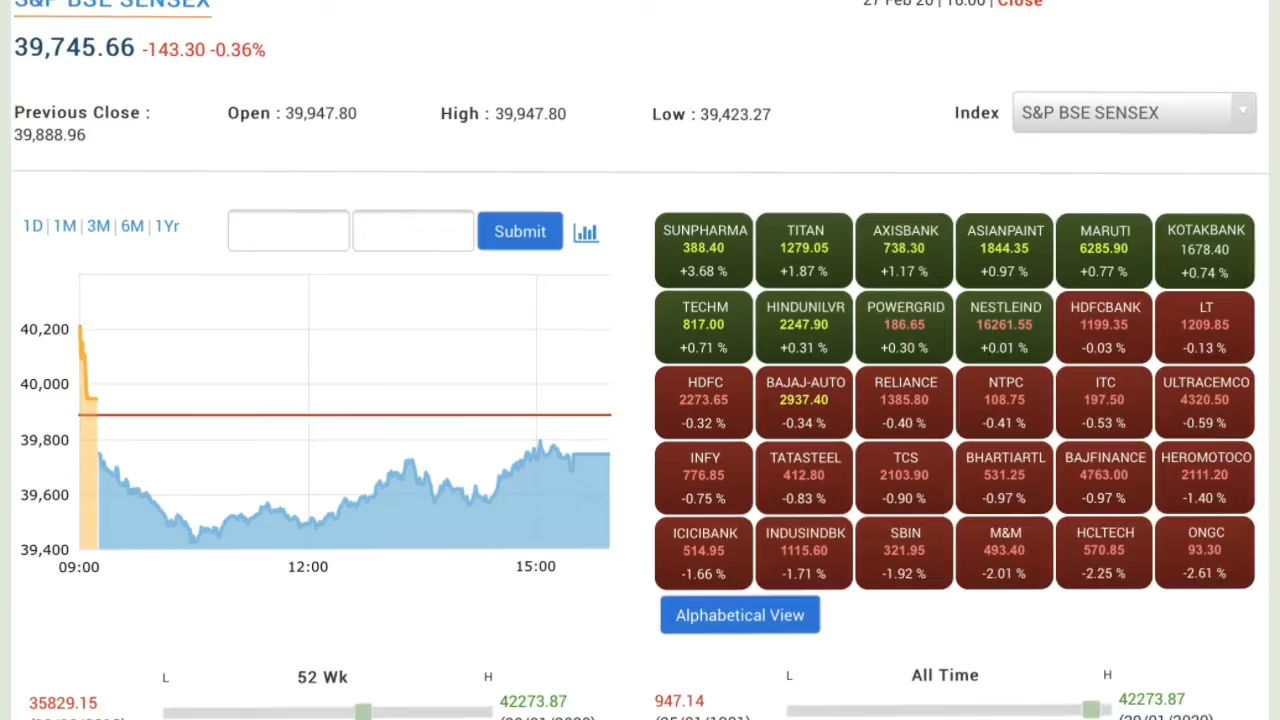 S&P BSE SENSEX
27 Feb 20 | 16:00 | Close
39,745.66 -143.30 -0.36%
Previous Close :
39,888.96
Open : 39,947.80
High : 39,947.80
Low : 39,423.27
Index
S&P BSE SENSEX
1D | 1M | 3M | 6M | 1Yr
Submit
40,200
40,000
39,800
39,600
39,400
09:00 12:00 15:00
SUNPHARMA TITAN AXISBANK ASIANPAINT MARUTI KOTAKBANK
388.40 1279.05 738.30 1844.35 6285.90 1678.40
+3.68 % +1.87 % +1.17 % +0.97 % +0.77 % +0.74 %
TECHM HINDUNILVR POWERGRID NESTLEIND HDFCBANK LT
817.00 2247.90 186.65 16261.55 1199.35 1209.85
+0.71 % +0.31 % +0.30 % +0.01 % -0.03 % -0.13 %
HDFC BAJAJ-AUTO RELIANCE NTPC ITC ULTRACEMCO
2273.65 2937.40 1385.80 108.75 197.50 4320.50
-0.32 % -0.34 % -0.40 % -0.41 % -0.53 % -0.59 %
INFY TATASTEEL TCS BHARTIARTL BAJFINANCE HEROMOTOCO
776.85 412.80 2103.90 531.25 4763.00 2111.20
-0.75 % -0.83 % -0.90 % -0.97 % -0.97 % -1.40 %
ICICIBANK INDUSINDBK SBIN M&M HCLTECH ONGC
514.95 1115.60 321.95 493.40 570.85 93.30
-1.66 % -1.71 % -1.92 % -2.01 % -2.25 % -2.61 %
Alphabetical View
L 52 Wk H
35829.15 42273.87
L All Time H
947.14 42273.87